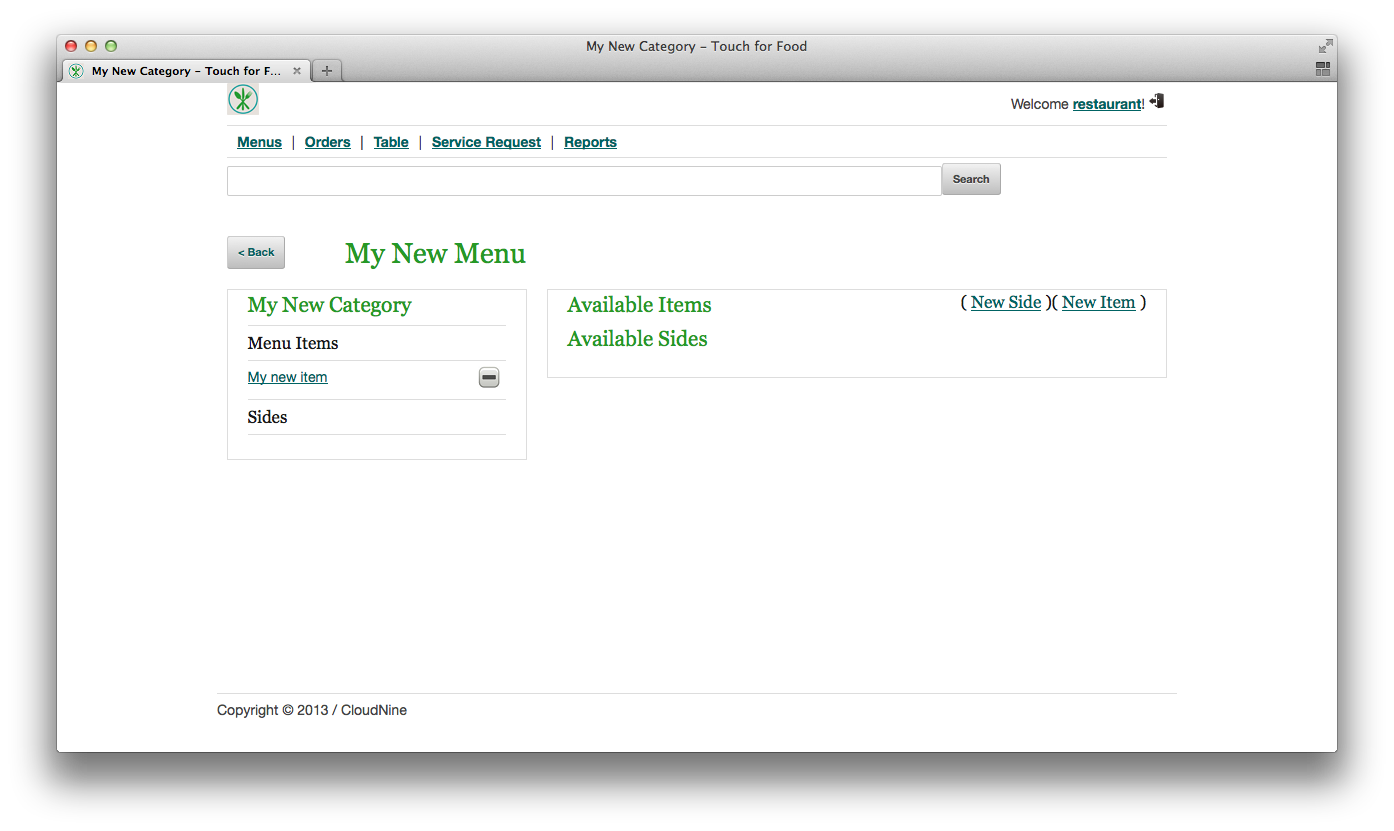 My New Category – Touch for Food
My New Category – Touch for F...
Welcome restaurant!
Menus | Orders | Table | Service Request | Reports
Search
< Back
My New Menu
My New Category
Menu Items
My new item
Sides
Available Items
( New Side )( New Item )
Available Sides
Copyright © 2013 / CloudNine